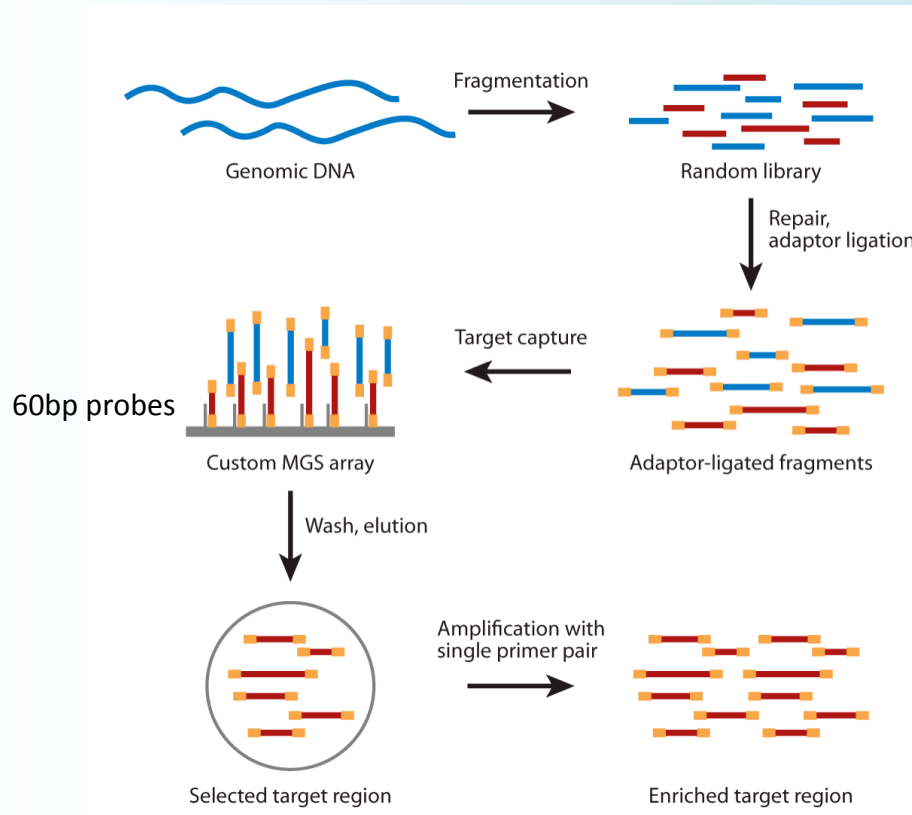 Fragmentation
Genomic DNA
Random library
Repair,
adaptor ligation
Target capture
60bp probes
Custom MGS array
Adaptor-ligated fragments
Wash, elution
Amplification with
single primer pair
Selected target region
Enriched target region